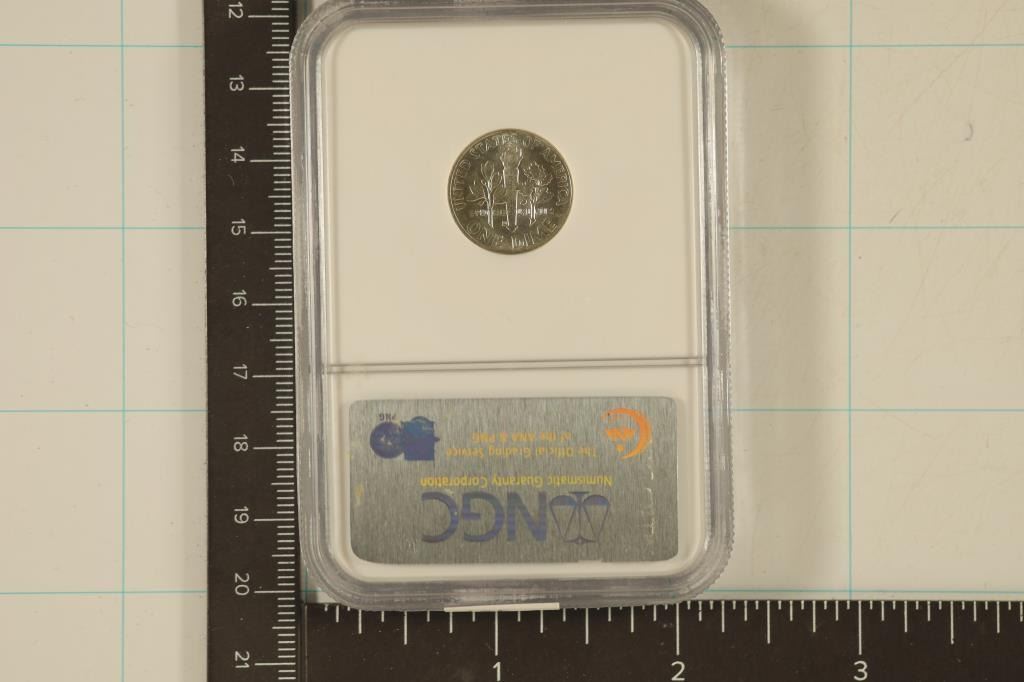 12
13
14
15
16
17
18
19
20
21
UNITED STATES OF AMERICA
ONE DIME
NGC
Numismatic Guaranty Corporation
The Official Grading Service
of the ANA & PNG
ANA
PNG
1 2 3